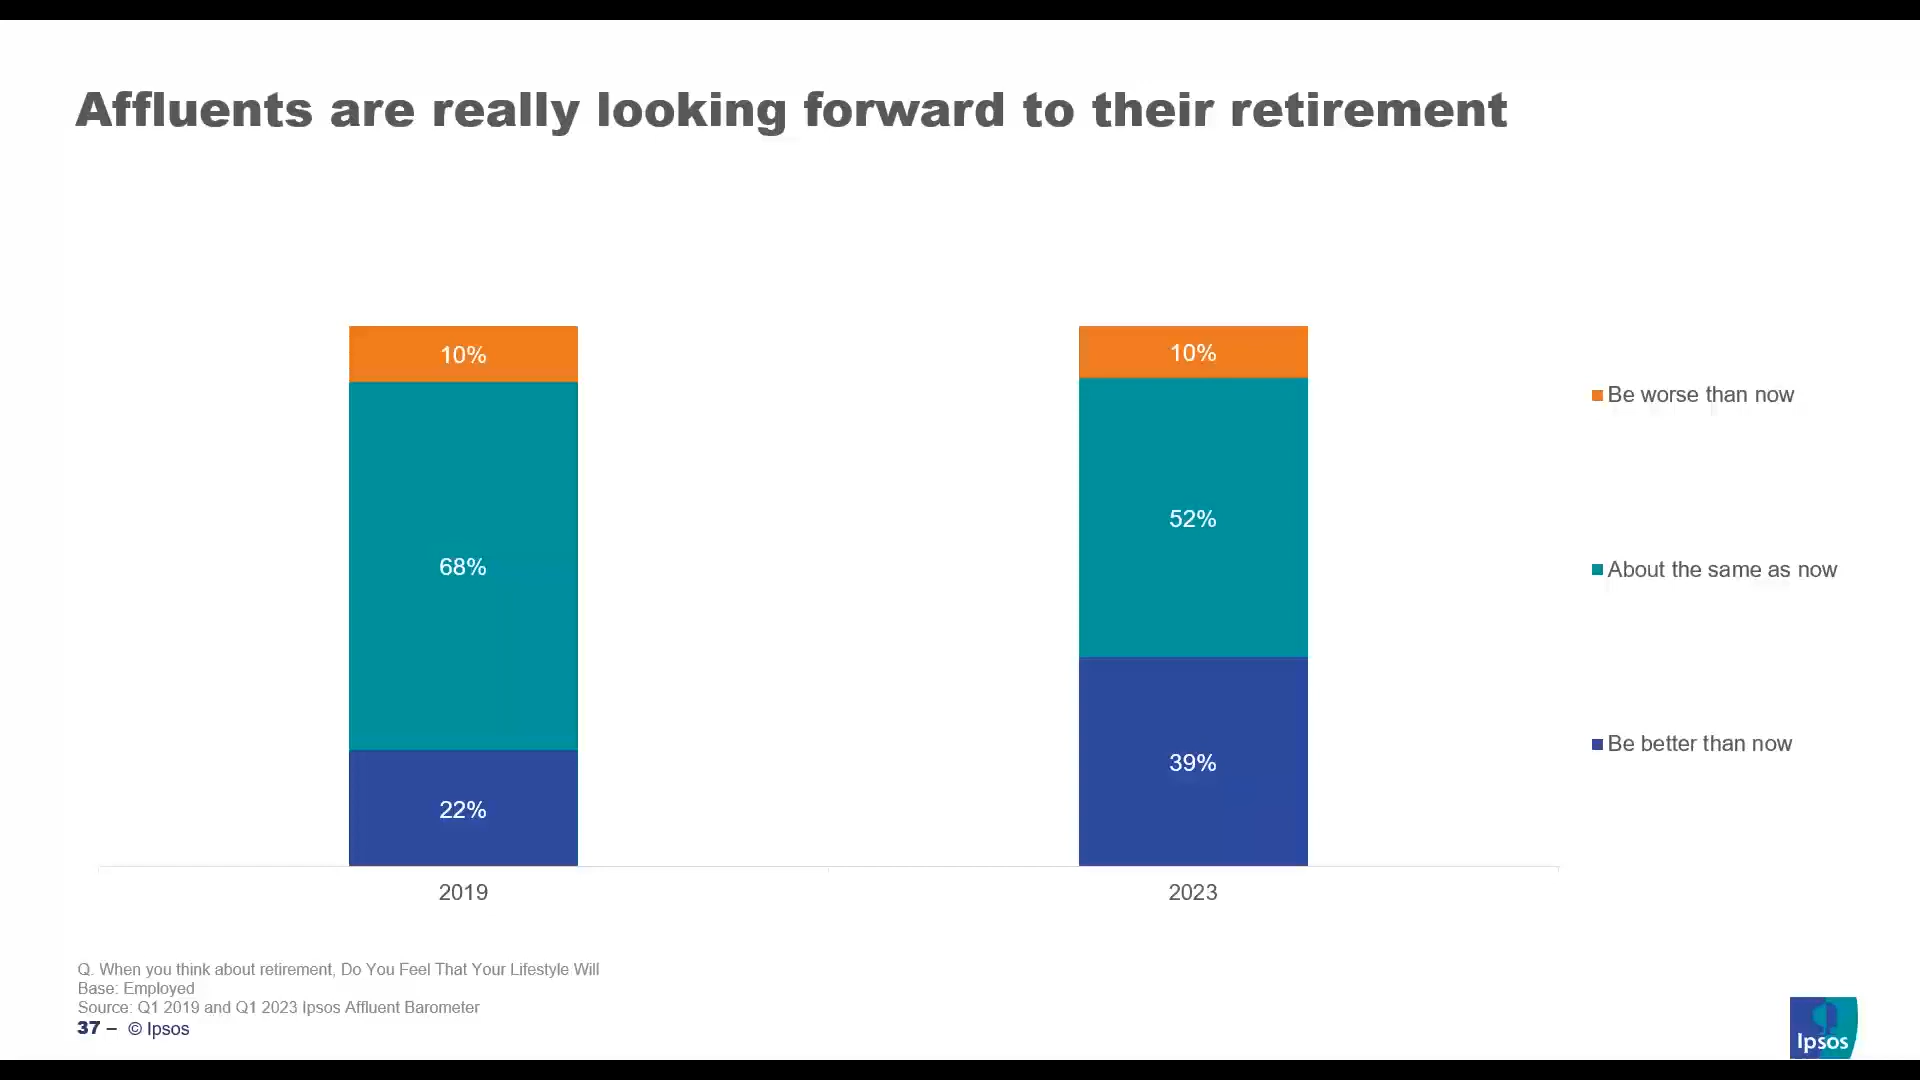 Affluents are really looking forward to their retirement
10%
68%
22%
2019
10%
52%
39%
2023
Be worse than now
About the same as now
Be better than now
Q. When you think about retirement, Do You Feel That Your Lifestyle Will
Base: Employed
Source: Q1 2019 and Q1 2023 Ipsos Affluent Barometer
37 – © Ipsos
Ipsos